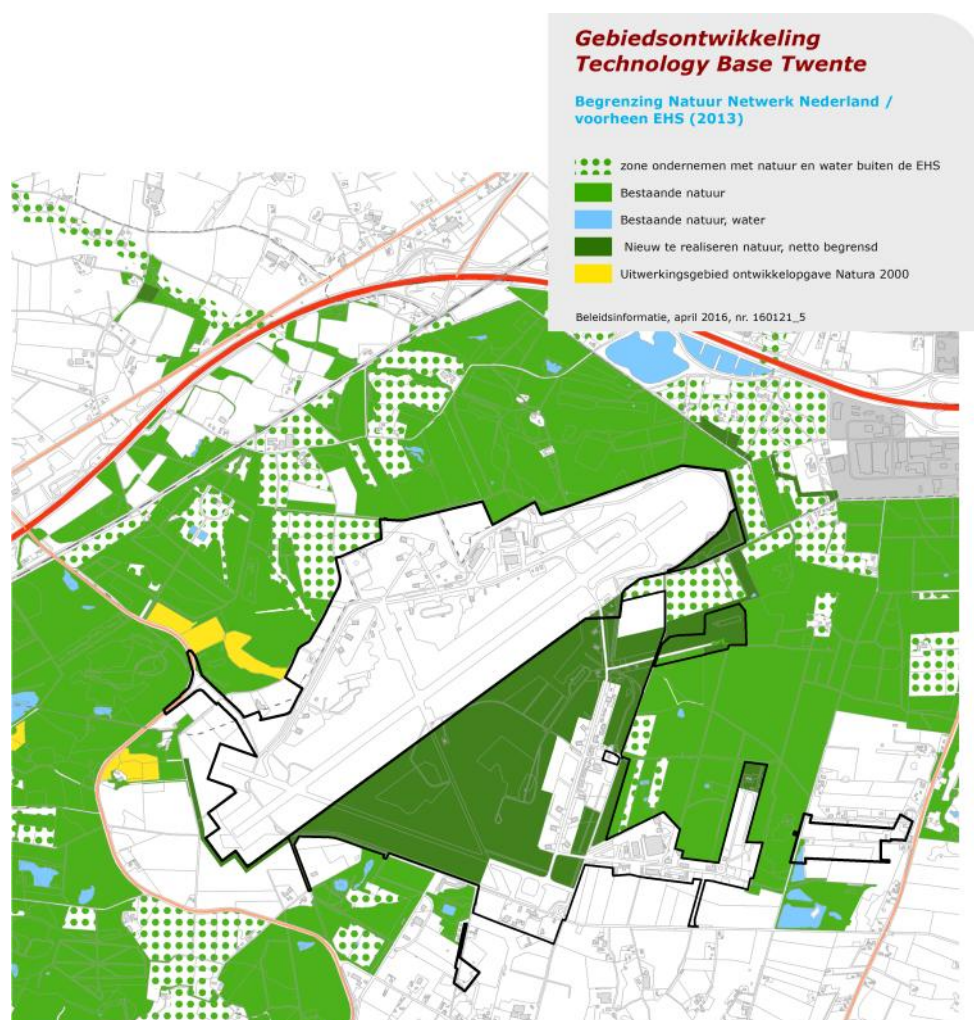 Gebiedsontwikkeling
Technology Base Twente
Begrenzing Natuur Netwerk Nederland /
voorheen EHS (2013)
zone ondernemen met natuur en water buiten de EHS
Bestaande natuur
Bestaande natuur, water
Nieuw te realiseren natuur, netto begrensd
Uitwerkingsgebied ontwikkelopgave Natura 2000
Beleidsinformatie, april 2016, nr. 160121_5